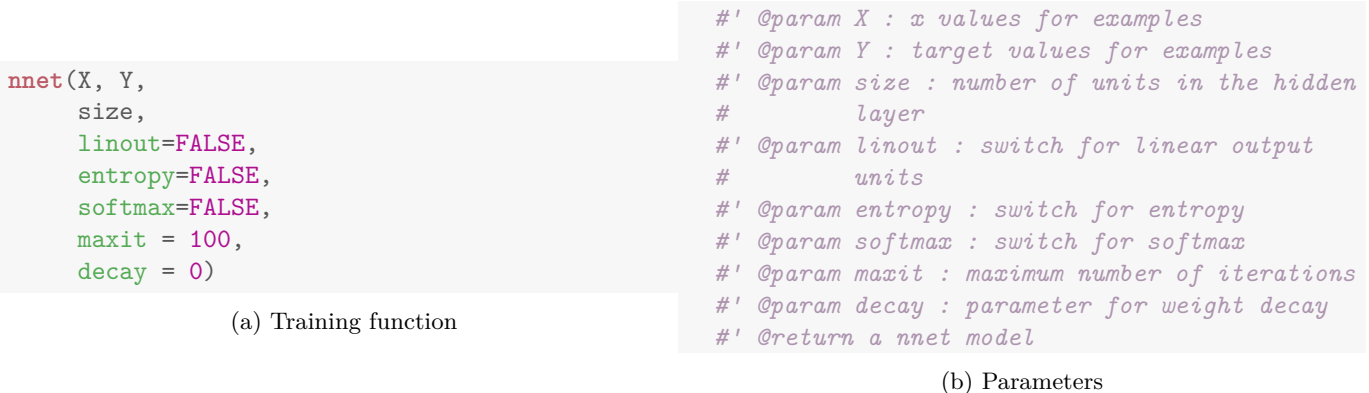 nnet(X, Y,
size,
linout=FALSE,
entropy=FALSE,
softmax=FALSE,
maxit = 100,
decay = 0)
(a) Training function
#' @param X : x values for examples
#' @param Y : target values for examples
#' @param size : number of units in the hidden
# layer
#' @param linout : switch for linear output
# units
#' @param entropy : switch for entropy
#' @param softmax : switch for softmax
#' @param maxit : maximum number of iterations
#' @param decay : parameter for weight decay
#' @return a nnet model
(b) Parameters